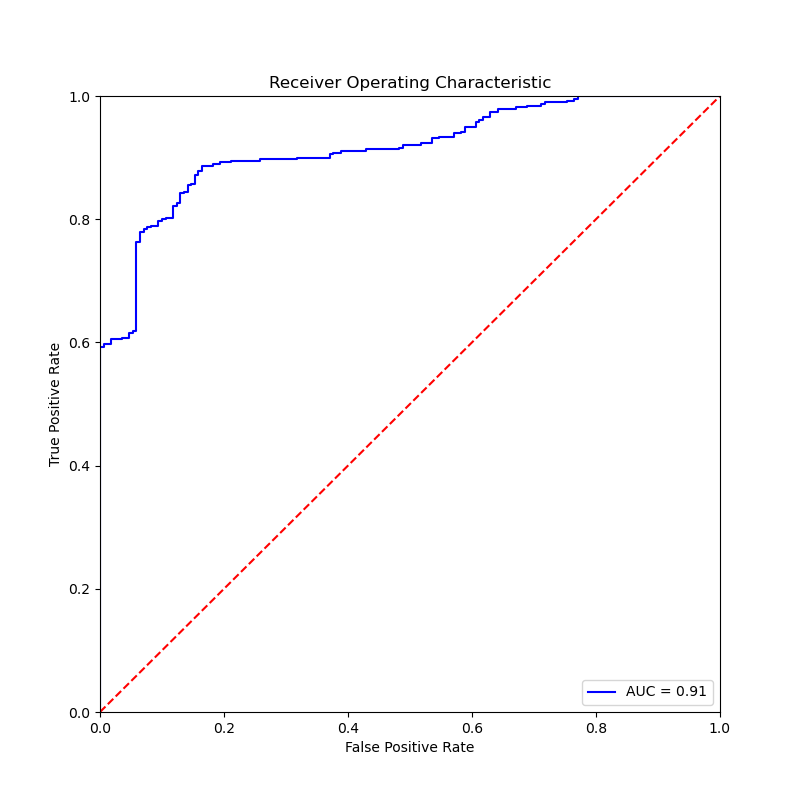 Receiver Operating Characteristic
1.0
0.8
0.6
0.4
0.2
0.0
True Positive Rate
AUC = 0.91
0.0 0.2 0.4 0.6 0.8 1.0
False Positive Rate